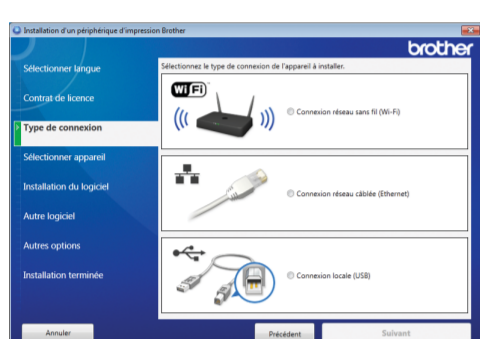 Installation d'un périphérique d'impression Brother
brother
Sélectionner langue
Contrat de licence
Type de connexion
Sélectionner appareil
Installation du logiciel
Autre logiciel
Autres options
Installation terminée
Sélectionnez le type de connexion de l'appareil à installer.
Wi Fi
Connexion réseau sans fil (Wi-Fi)
Connexion réseau câblée (Ethernet)
Connexion locale (USB)
Annuler
Précédent
Suivant